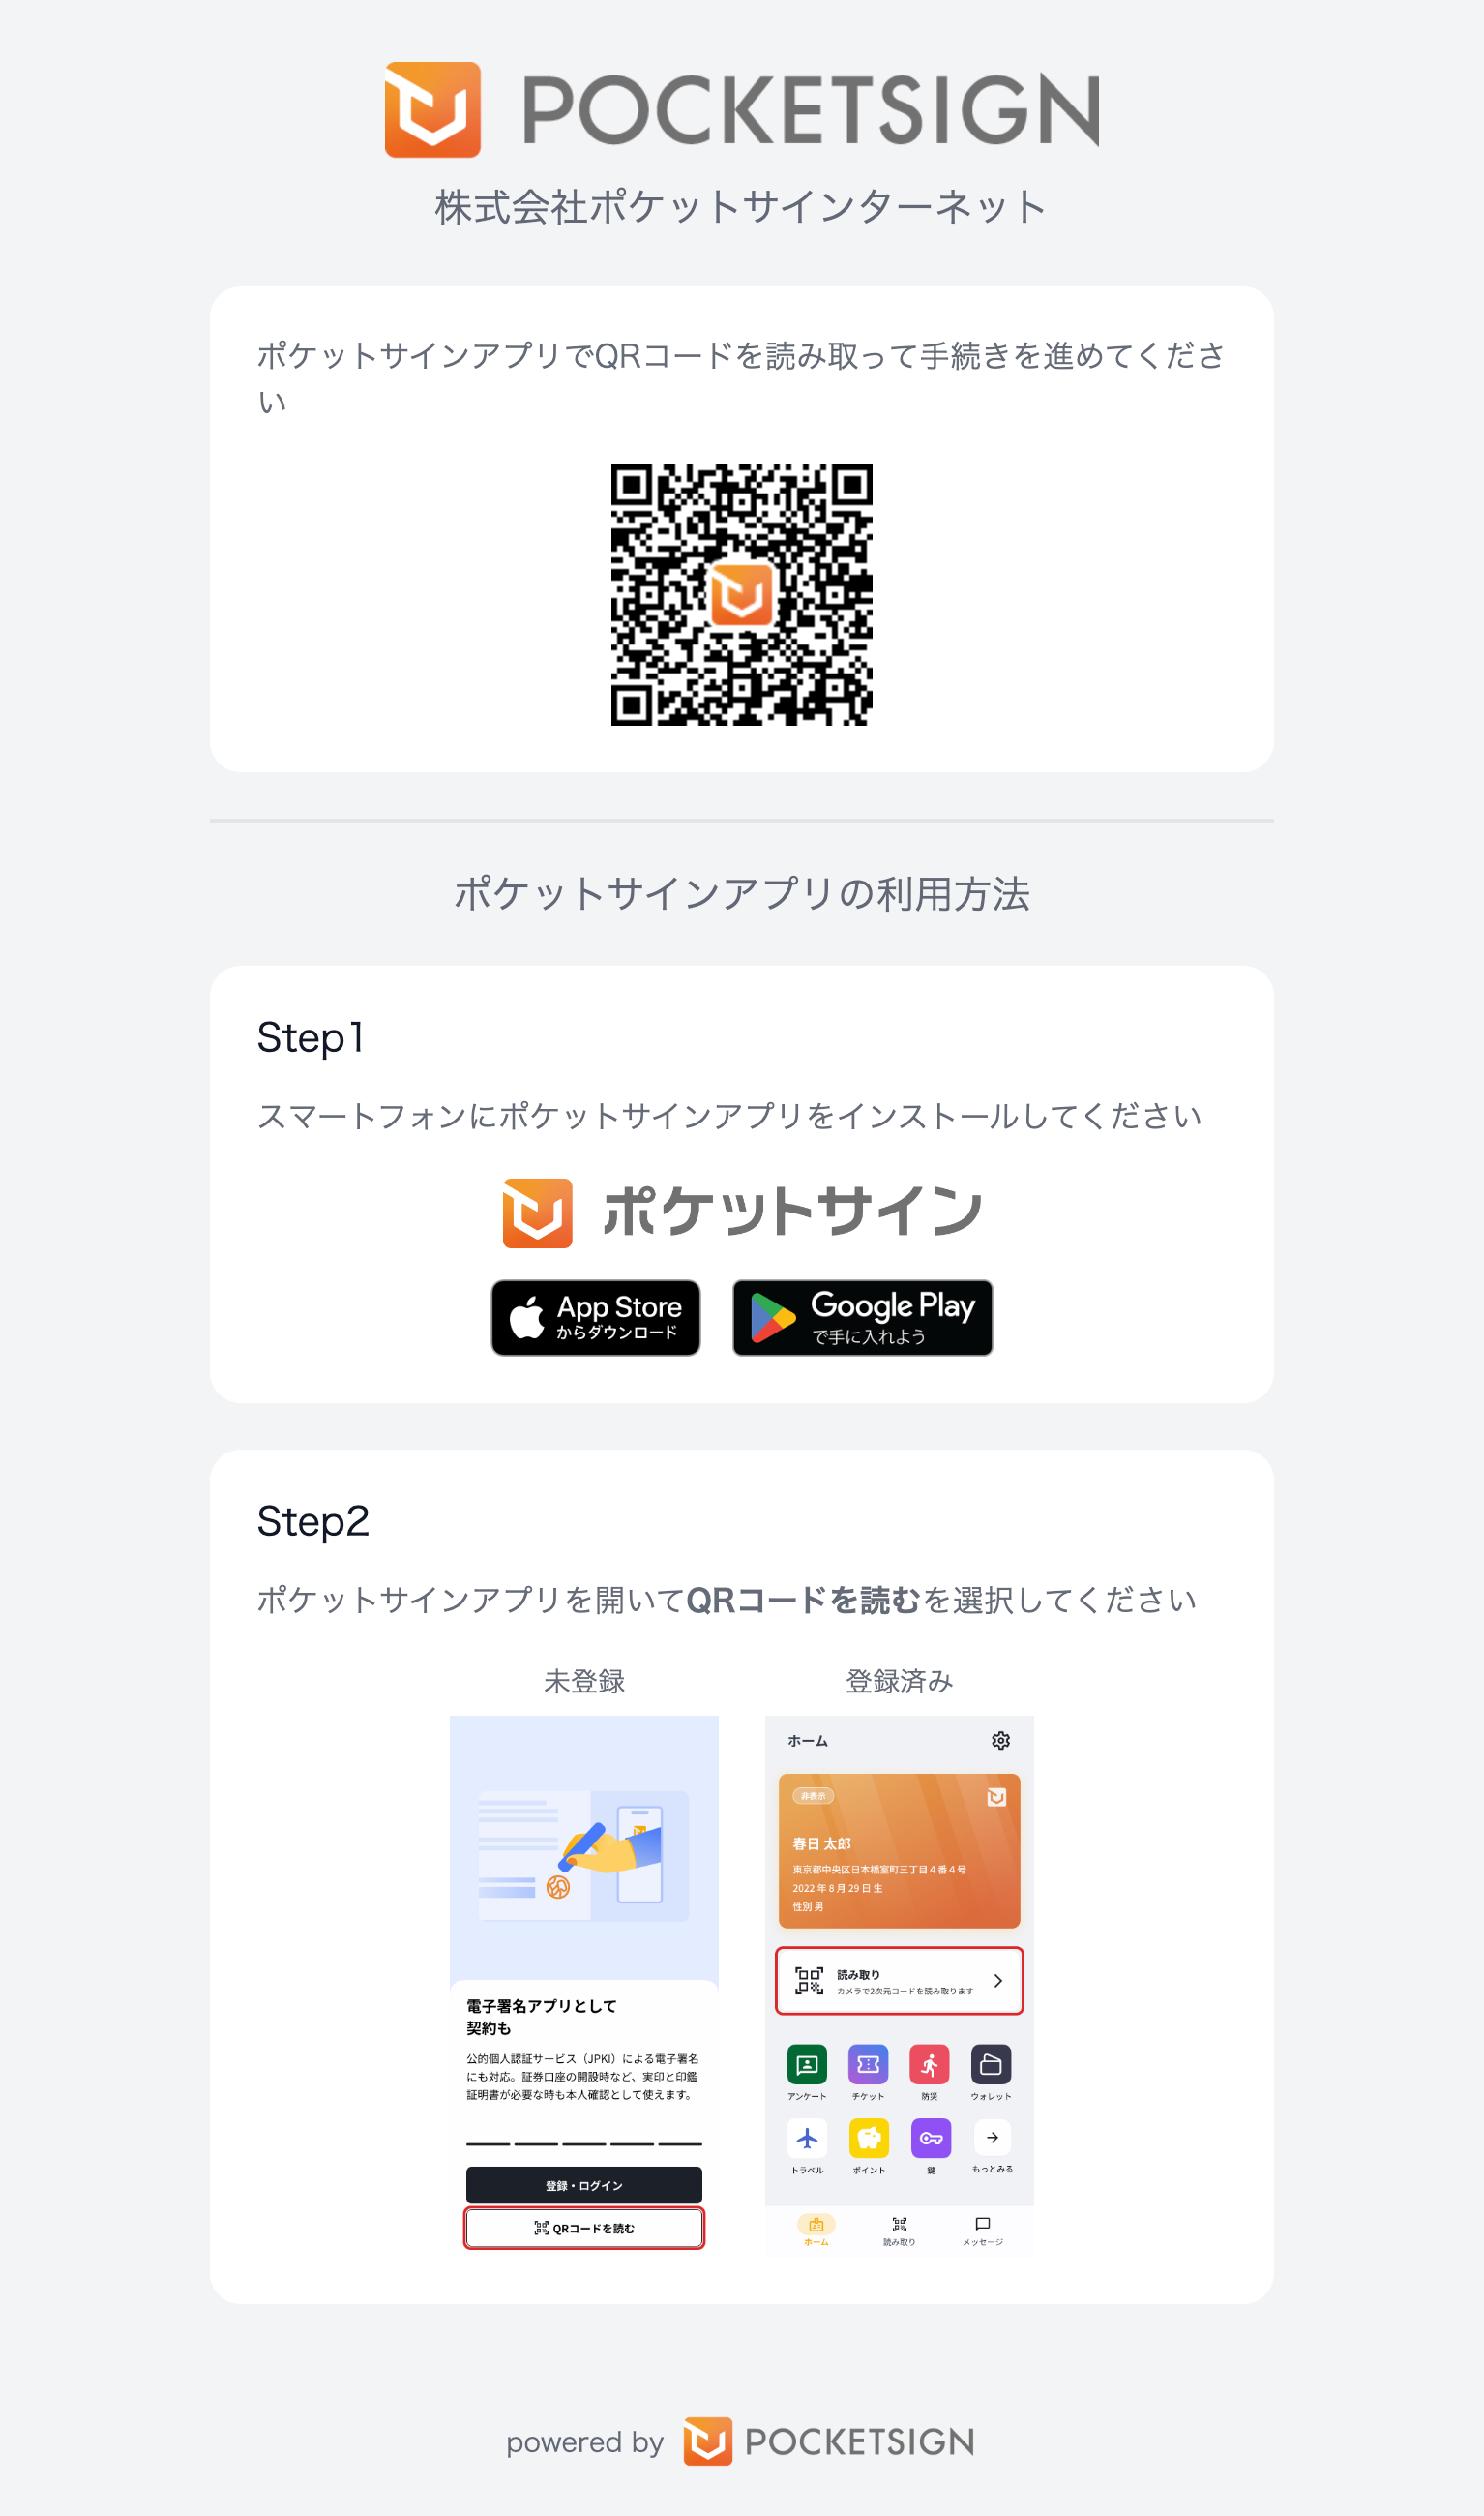 POCKETSIGN
株式会社ポケットサインターネット
ポケットサインアプリでQRコードを読み取って手続きを進めてくださ
い
ポケットサインアプリの利用方法
Step1
スマートフォンにポケットサインアプリをインストールしてください
ポケットサイン
App Store
からダウンロード
Google Play
で手に入れよう
Step2
ポケットサインアプリを開いてQRコードを読むを選択してください
未登録
電子署名アプリとして
契約も
公的個人認証サービス（JPKI）による電子署名
にも対応。証券口座の開設時など、実印と印鑑
証明書が必要な時も本人確認として使えます。
登録・ログイン
QRコードを読む
登録済み
ホーム
非表示
春日 太郎
東京都中央区日本橋室町三丁目４番４号
2022 年 8 月 29 日 生
性別 男
読み取り
カメラで2次元コードを読み取ります
アンケート チケット 防災 ウォレット
トラベル ポイント 鍵 もっとみる
ホーム 読み取り メッセージ
powered by POCKETSIGN